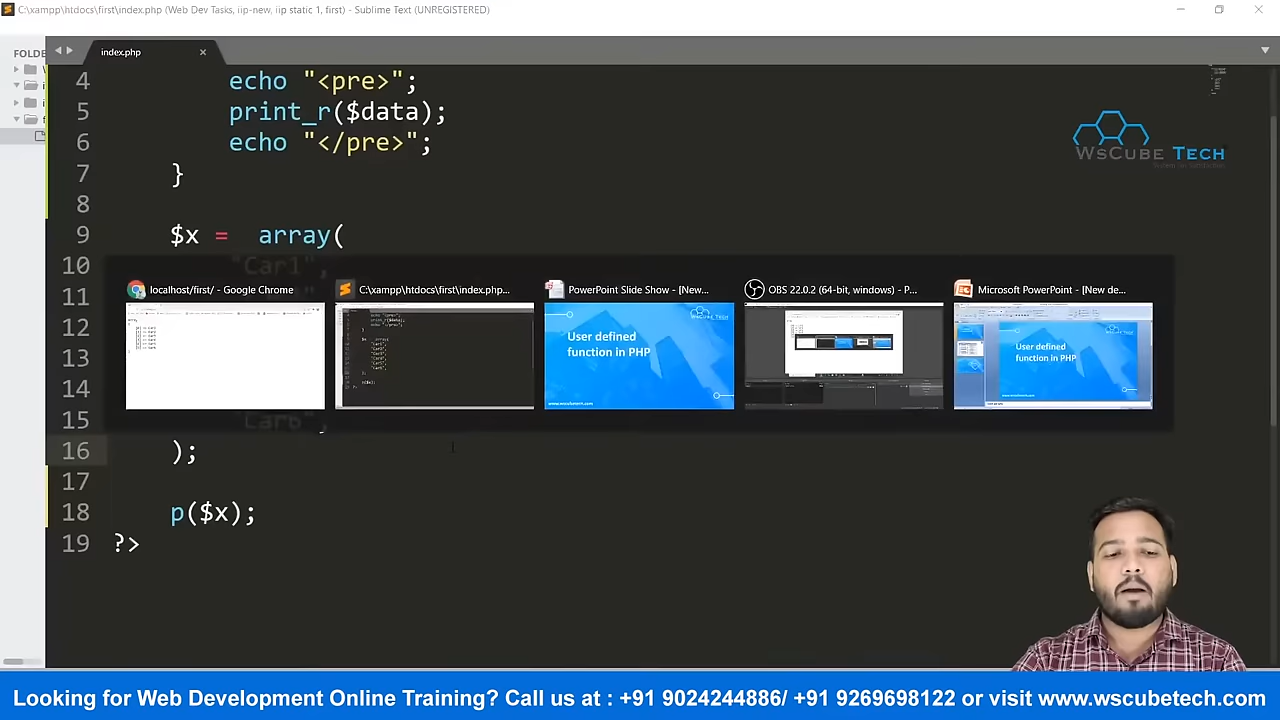 C:\xampp\htdocs\first\index.php (Web Dev Tasks, iip-new, iip static 1, first) - Sublime Text (UNREGISTERED)
FOLDE
index.php
4 echo "<pre>";
5 print_r($data);
6 echo "</pre>";
7 }
8
9 $x = array(
10 "Car1",
11
12
13
14
15 "Car6",
16 );
17
18 p($x);
19 ?>
WsCube Tech
localhost/first/ - Google Chrome
C:\xampp\htdocs\first\index.php...
PowerPoint Slide Show - [New...
OBS 22.0.2 (64-bit, windows) - P...
Microsoft PowerPoint - [New de...
User defined
function in PHP
www.wscubetech.com
User defined
function in PHP
Looking for Web Development Online Training? Call us at : +91 9024244886/ +91 9269698122 or visit www.wscubetech.com